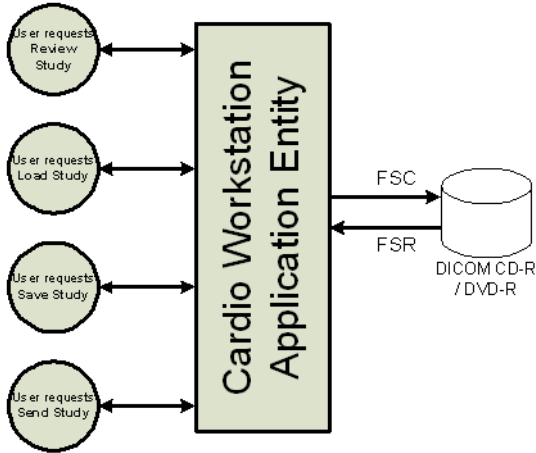 User requests
Review
Study
User requests
Load Study
User requests
Save Study
User requests
Send Study
Cardio Workstation
Application Entity
FSC
FSR
DICOM CD-R
/ DVD-R